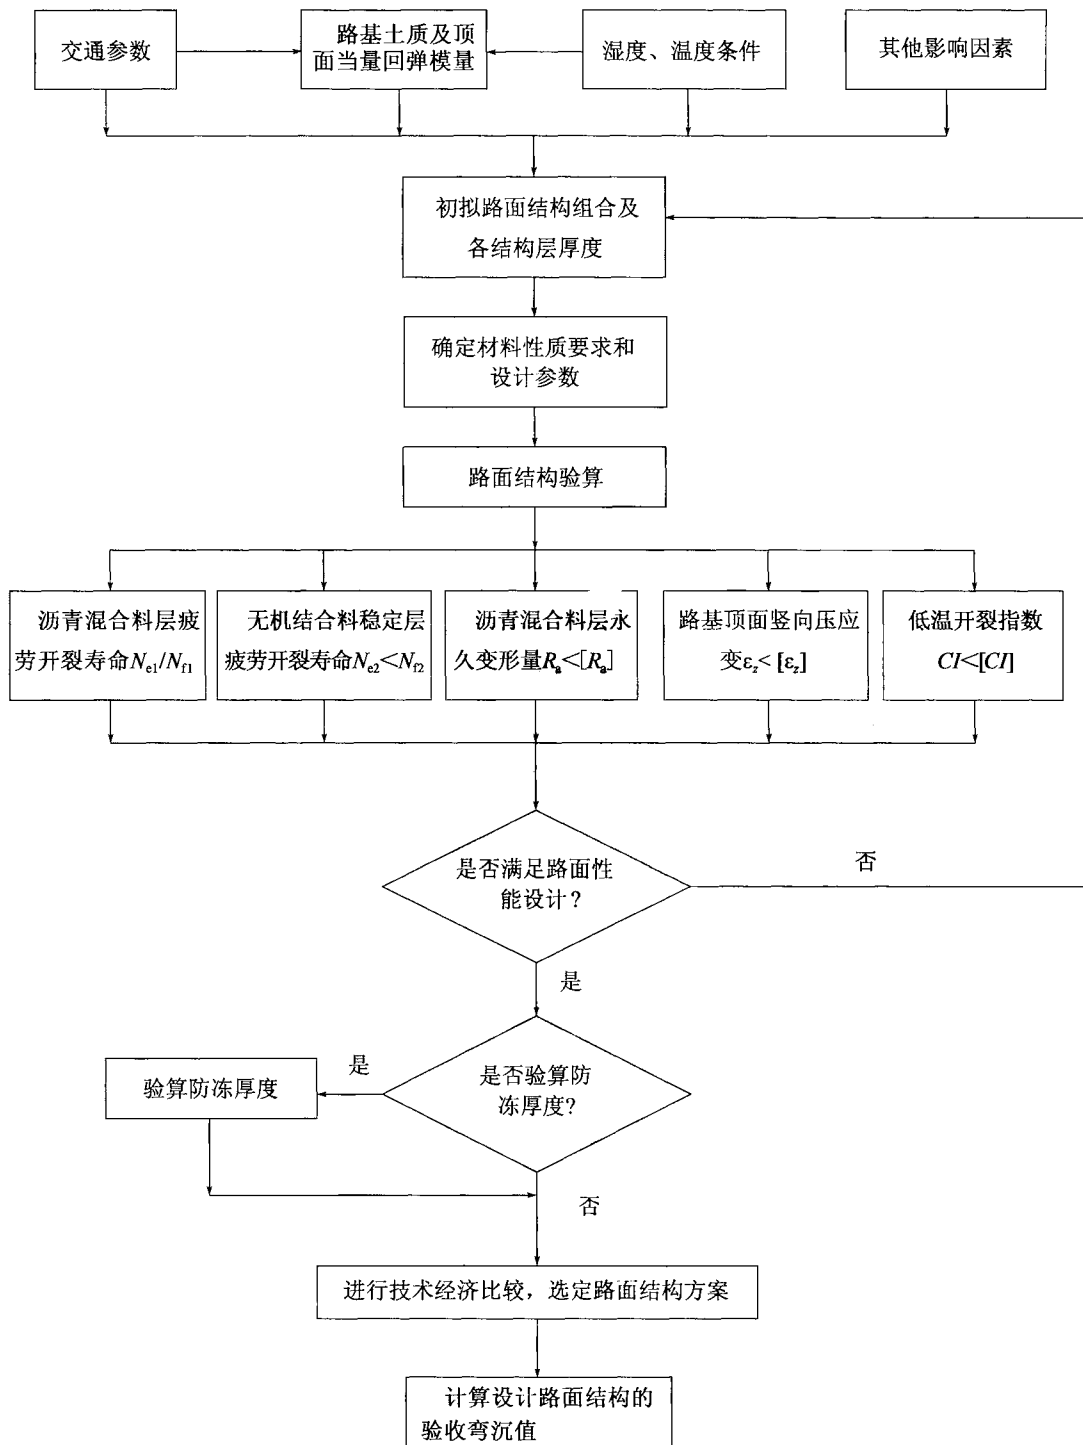 交通参数
路基土质及顶
面当量回弹模量
湿度、温度条件
其他影响因素
初拟路面结构组合及
各结构层厚度
确定材料性质要求和
设计参数
路面结构验算
沥青混合料层疲
劳开裂寿命Ne1/Nf1
无机结合料稳定层
疲劳开裂寿命Ne2<Nf2
沥青混合料层永
久变形量Ra<[Ra]
路基顶面竖向压应
变εz<[εz]
低温开裂指数
CI<[CI]
是否满足路面性
能设计?
否
是
是否验算防
冻厚度?
是
验算防冻厚度
否
进行技术经济比较，选定路面结构方案
计算设计路面结构的
验收弯沉值